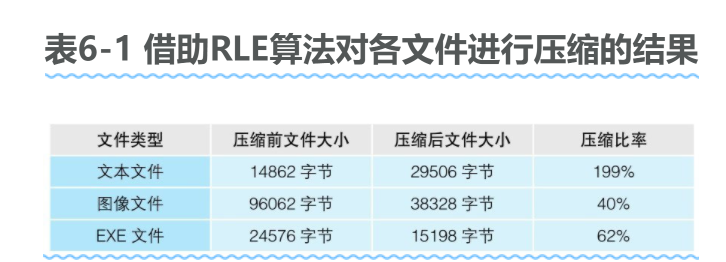 表6-1 借助RLE算法对各文件进行压缩的结果
文件类型 压缩前文件大小 压缩后文件大小 压缩比率
文本文件 14862 字节 29506 字节 199%
图像文件 96062 字节 38328 字节 40%
EXE 文件 24576 字节 15198 字节 62%